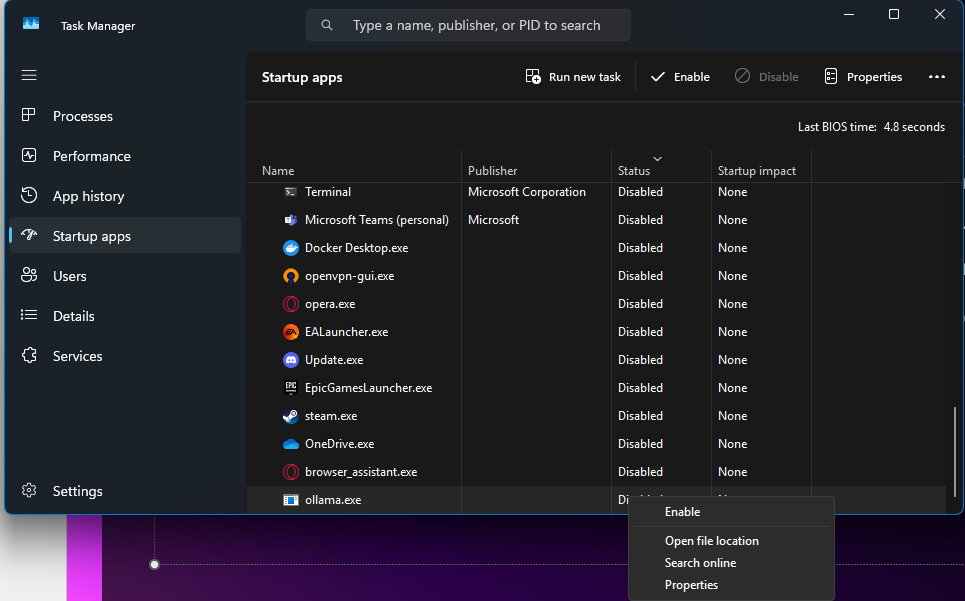 Task Manager
Type a name, publisher, or PID to search
Startup apps
Run new task
Enable
Disable
Properties
Processes
Performance
App history
Startup apps
Users
Details
Services
Settings
Last BIOS time: 4.8 seconds
Name Publisher Status Startup impact
Terminal Microsoft Corporation Disabled None
Microsoft Teams (personal) Microsoft Disabled None
Docker Desktop.exe Disabled None
openvpn-gui.exe Disabled None
opera.exe Disabled None
EA EALauncher.exe Disabled None
Update.exe Disabled None
EPIC EpicGamesLauncher.exe Disabled None
steam.exe Disabled None
OneDrive.exe Disabled None
browser_assistant.exe Disabled None
ollama.exe
Enable
Open file location
Search online
Properties